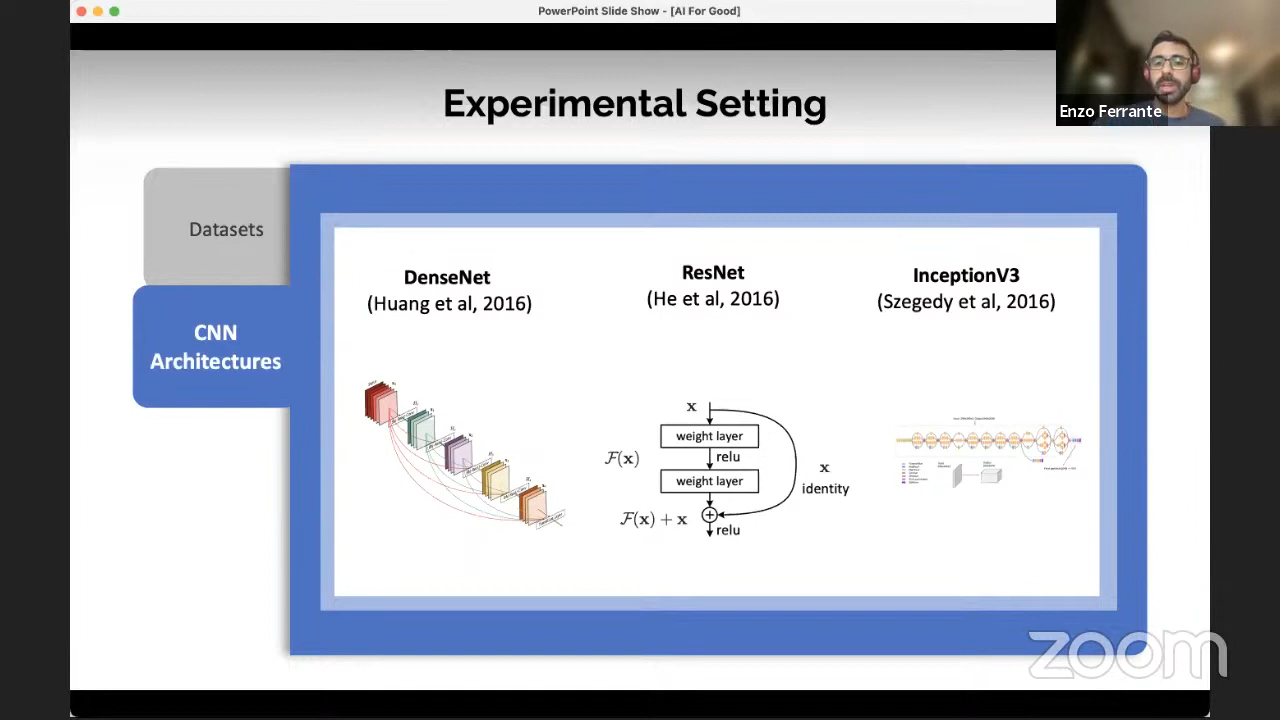 PowerPoint Slide Show - [AI For Good]
Enzo Ferrante
Experimental Setting
Datasets
CNN
Architectures
DenseNet
(Huang et al, 2016)
ResNet
(He et al, 2016)
InceptionV3
(Szegedy et al, 2016)
x
weight layer
relu
F(x)
weight layer
x
identity
F(x) + x
relu
zoom